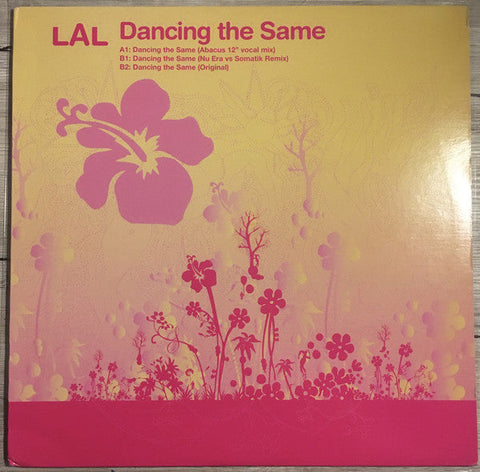 LAL Dancing the Same
A1: Dancing the Same (Abacus 12" vocal mix)
B1: Dancing the Same (Nu Era vs Somatik Remix)
B2: Dancing the Same (Original)